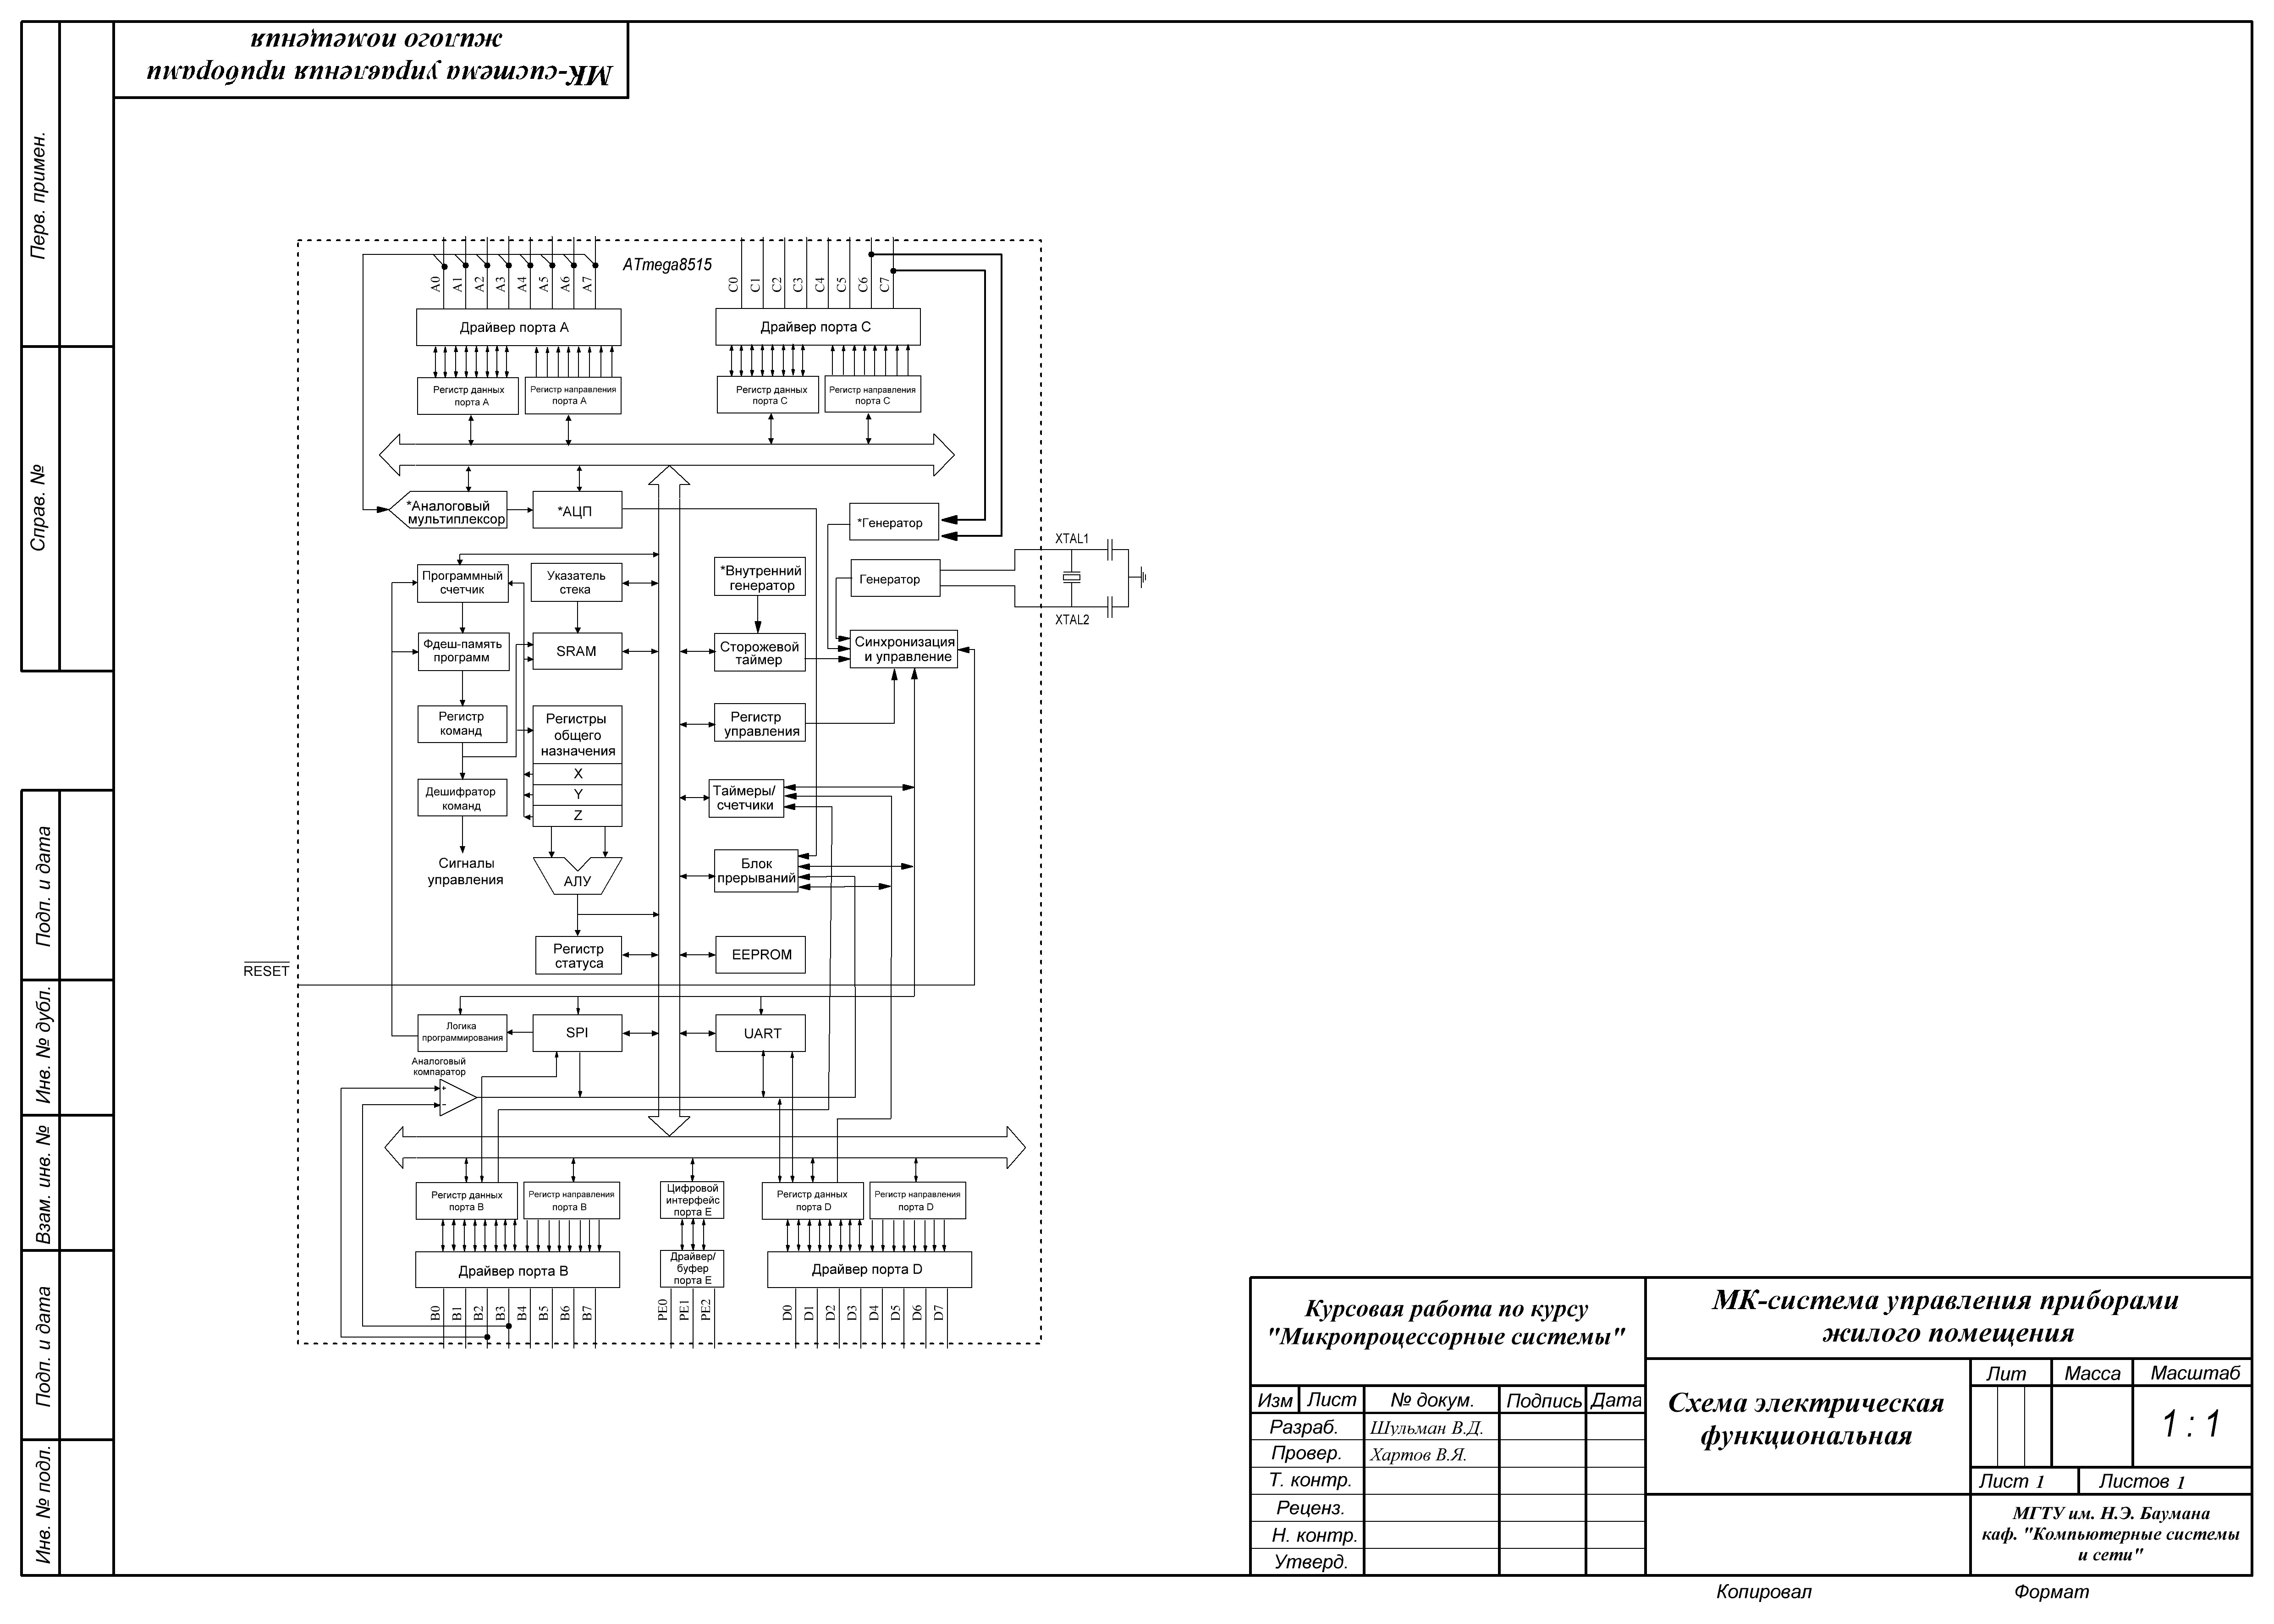 МК-система управления приборами
жилого помещения
Перв. примен.
Справ. №
Подп. и дата
Инв. № дубл.
Взам. инв. №
Подп. и дата
Инв. № подл.
ATmega8515
A0
A1
A2
A3
A4
A5
A6
A7
C0
C1
C2
C3
C4
C5
C6
C7
Драйвер порта A
Драйвер порта C
Регистр данных
порта A
Регистр направления
порта A
Регистр данных
порта C
Регистр направления
порта C
*Аналоговый
мультиплексор
*АЦП
*Генератор
XTAL1
Программный
счетчик
Указатель
стека
*Внутренний
генератор
Генератор
XTAL2
Фдеш-память
программ
SRAM
Сторожевой
таймер
Синхронизация
и управление
Регистр
команд
Регистры
общего
назначения
X
Y
Z
Регистр
управления
Дешифратор
команд
Таймеры/
счетчики
Сигналы
управления
АЛУ
Блок
прерываний
Регистр
статуса
EEPROM
RESET
Логика
программирования
SPI
UART
Аналоговый
компаратор
+
−
Регистр данных
порта B
Регистр направления
порта B
Цифровой
интерфейс
порта E
Регистр данных
порта D
Регистр направления
порта D
Драйвер порта B
Драйвер/
буфер
порта E
Драйвер порта D
B0
B1
B2
B3
B4
B5
B6
B7
PE0
PE1
PE2
D0
D1
D2
D3
D4
D5
D6
D7
Курсовая работа по курсу
"Микропроцессорные системы"
МК-система управления приборами
жилого помещения
Изм
Лист
№ докум.
Подпись
Дата
Разраб.
Шульман В.Д.
Провер.
Хартов В.Я.
Т. контр.
Реценз.
Н. контр.
Утверд.
Схема электрическая
функциональная
Лит
Масса
Масштаб
1 : 1
Лист 1
Листов 1
МГТУ им. Н.Э. Баумана
каф. "Компьютерные системы
и сети"
Копировал
Формат